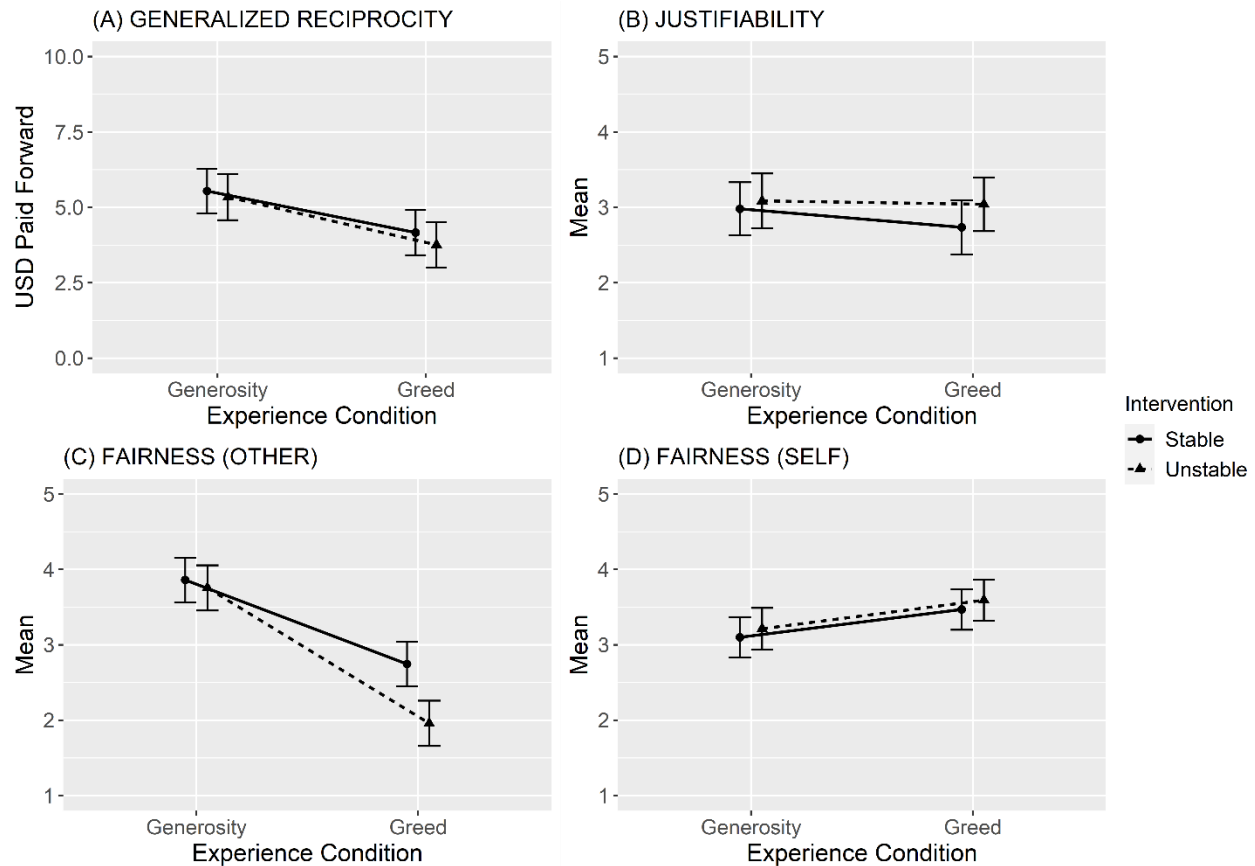 (A) GENERALIZED RECIPROCITY
USD Paid Forward
10.0
7.5
5.0
2.5
0.0
Generosity Greed
Experience Condition
(B) JUSTIFIABILITY
Mean
5
4
3
2
1
Generosity Greed
Experience Condition
(C) FAIRNESS (OTHER)
Mean
5
4
3
2
1
Generosity Greed
Experience Condition
(D) FAIRNESS (SELF)
Mean
5
4
3
2
1
Generosity Greed
Experience Condition
Intervention
Stable
Unstable